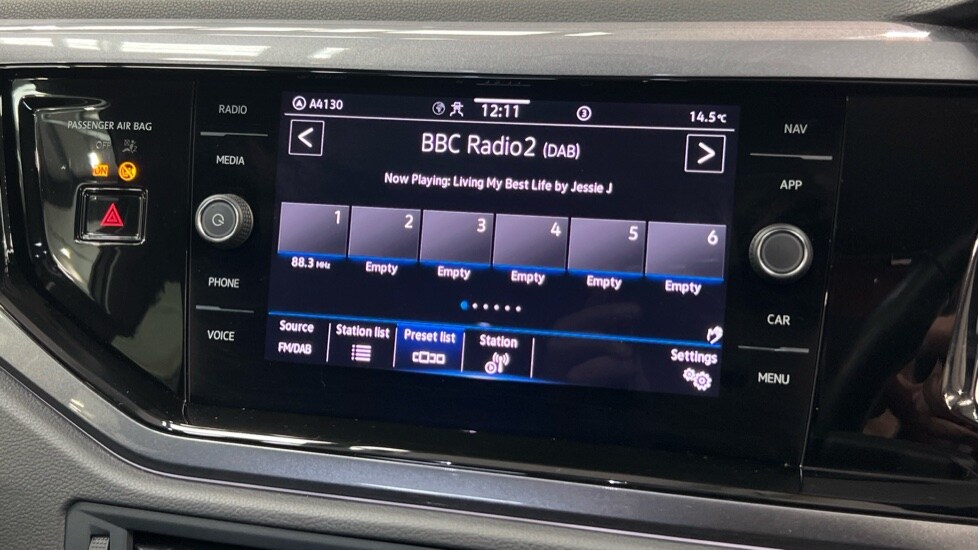 PASSENGER AIR BAG
OFF
ON
RADIO
MEDIA
PHONE
VOICE
A4130 12:11 3 14.5°C
< BBC Radio2 (DAB) >
Now Playing: Living My Best Life by Jessie J
1 2 3 4 5 6
88.3 MHz Empty Empty Empty Empty Empty
Source Station list Preset list Station Settings
FM/DAB
NAV
APP
CAR
MENU